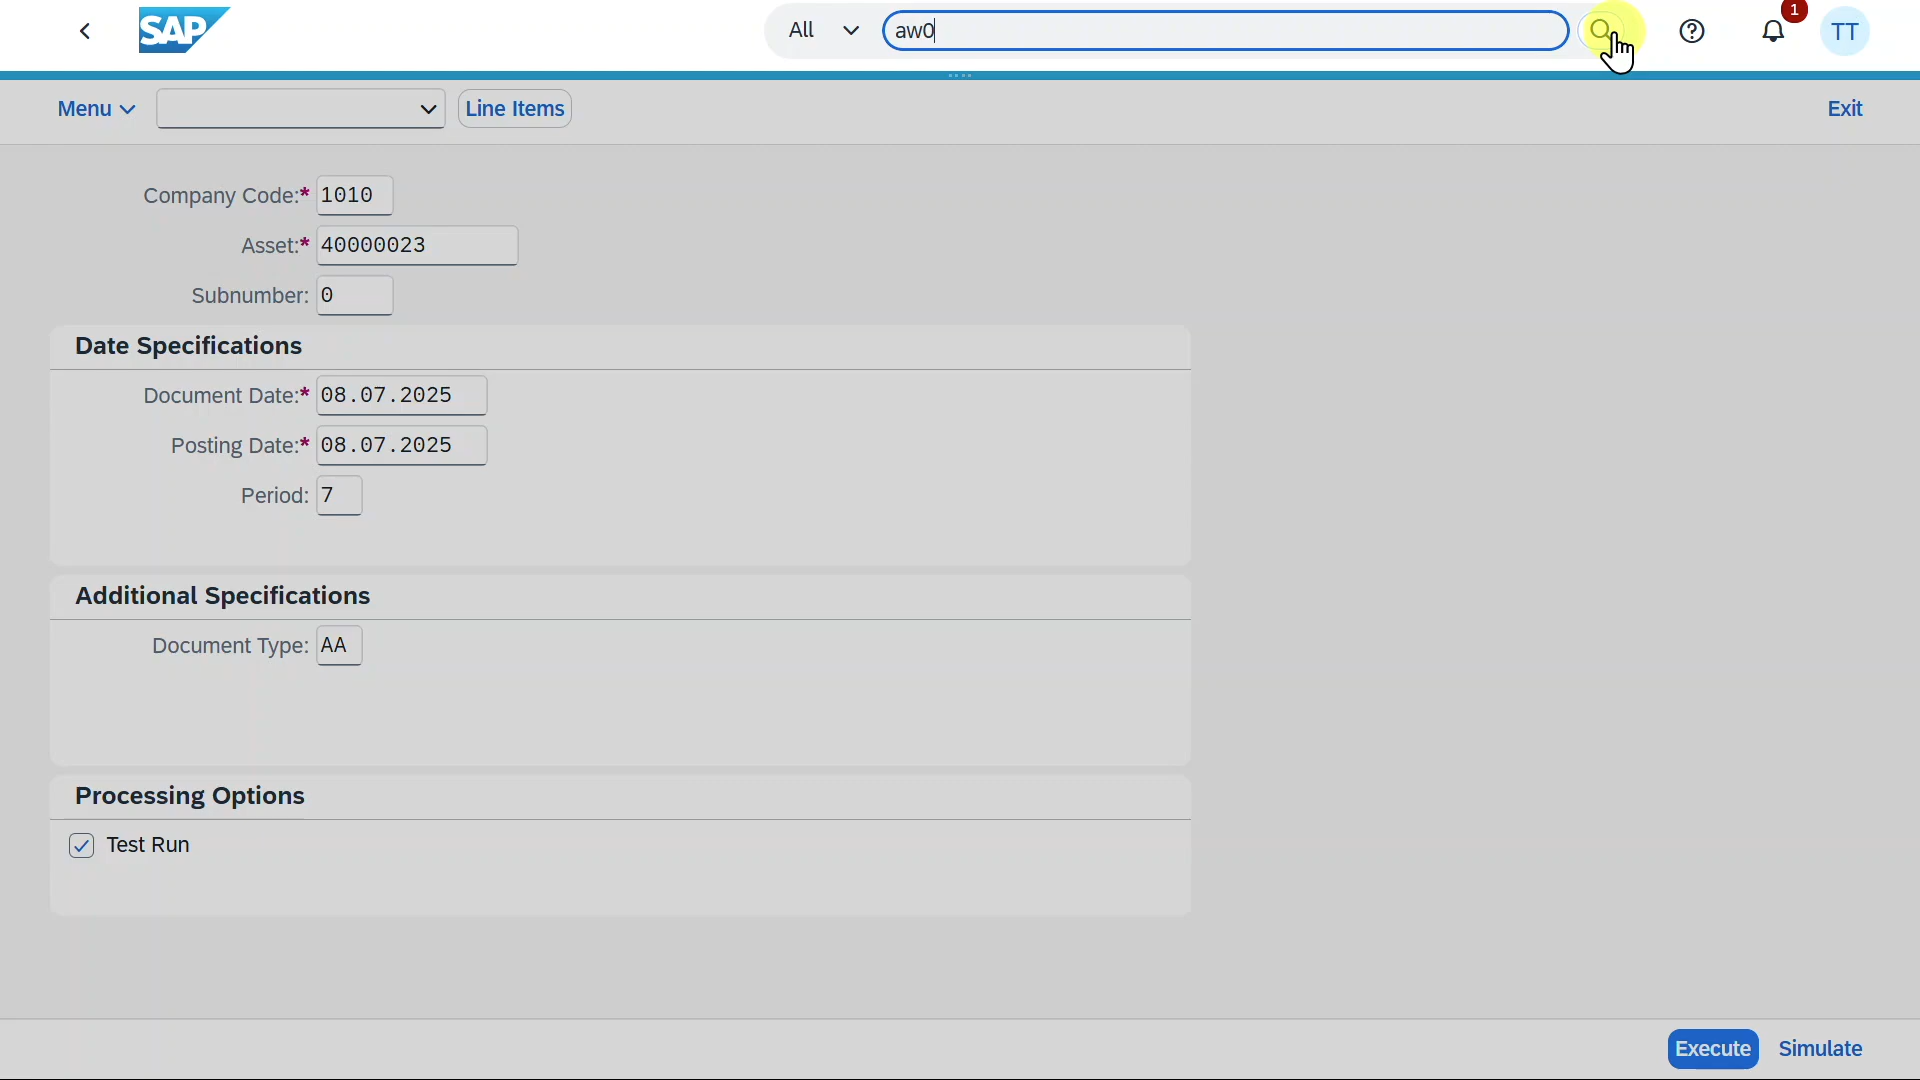 SAP All aw0 1 TT
Menu Line Items Exit
Company Code:* 1010
Asset:* 40000023
Subnumber: 0
Date Specifications
Document Date:* 08.07.2025
Posting Date:* 08.07.2025
Period: 7
Additional Specifications
Document Type: AA
Processing Options
Test Run
Execute Simulate